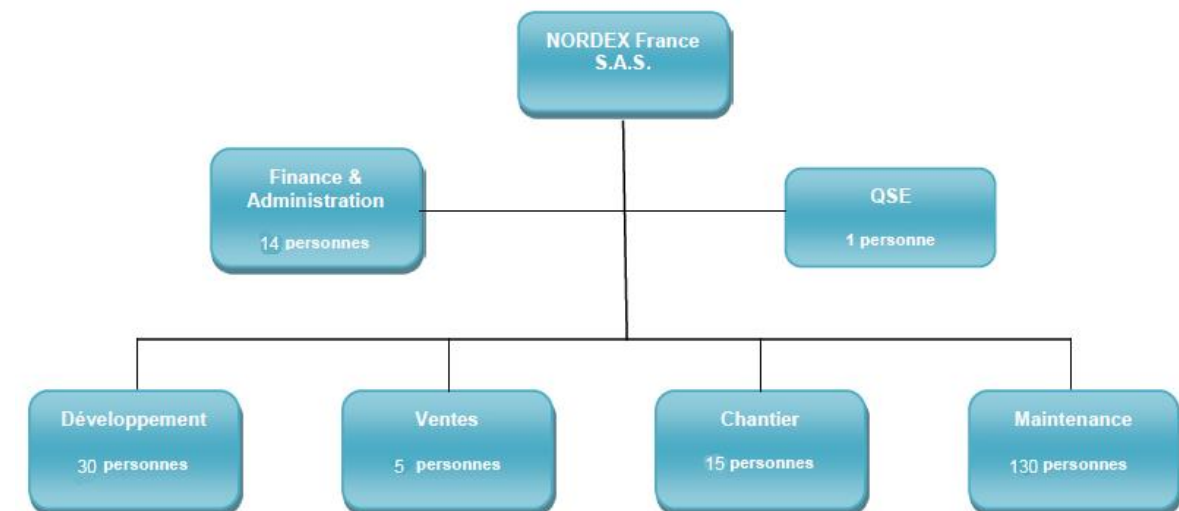 NORDEX France
S.A.S.
Finance &
Administration
14 personnes
QSE
1 personne
Développement
30 personnes
Ventes
5 personnes
Chantier
15 personnes
Maintenance
130 personnes